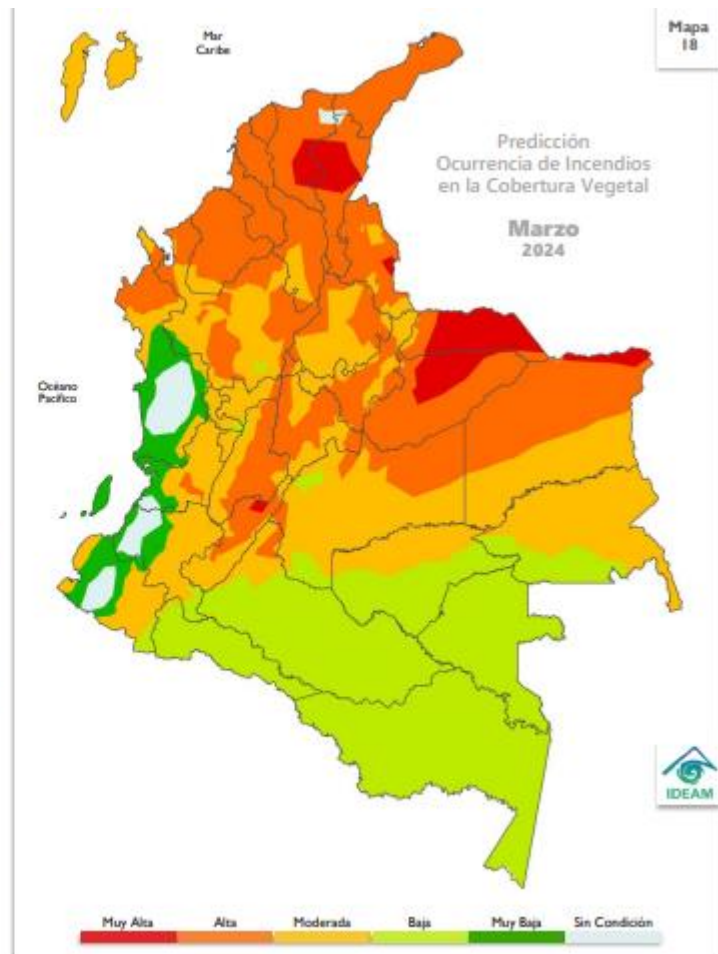 Mar
Caribe
Mapa
18
Predicción
Ocurrencia de Incendios
en la Cobertura Vegetal
Marzo
2024
Océano
Pacífico
IDEAM
Muy Alta
Alta
Moderada
Baja
Muy Baja
Sin Condición